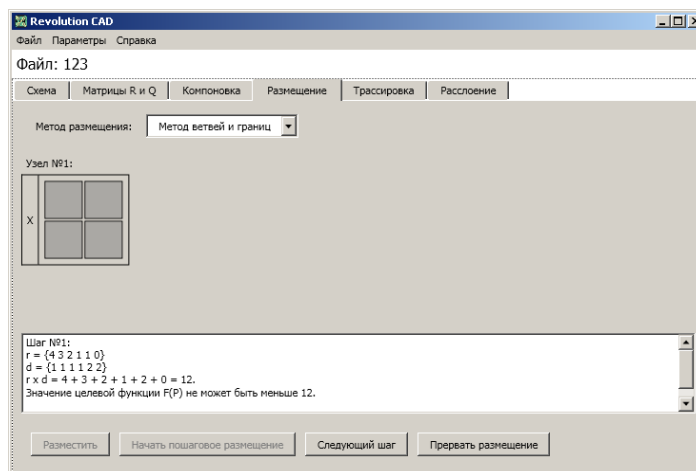 Revolution CAD
Файл Параметры Справка
Файл: 123
Схема Матрицы R и Q Компоновка Размещение Трассировка Расслоение
Метод размещения: Метод ветвей и границ
Узел №1:
X
Шаг №1:
r = {4 3 2 1 1 0}
d = {1 1 1 1 2 2}
r x d = 4 + 3 + 2 + 1 + 2 + 0 = 12.
Значение целевой функции F(P) не может быть меньше 12.
Разместить Начать пошаговое размещение Следующий шаг Прервать размещение